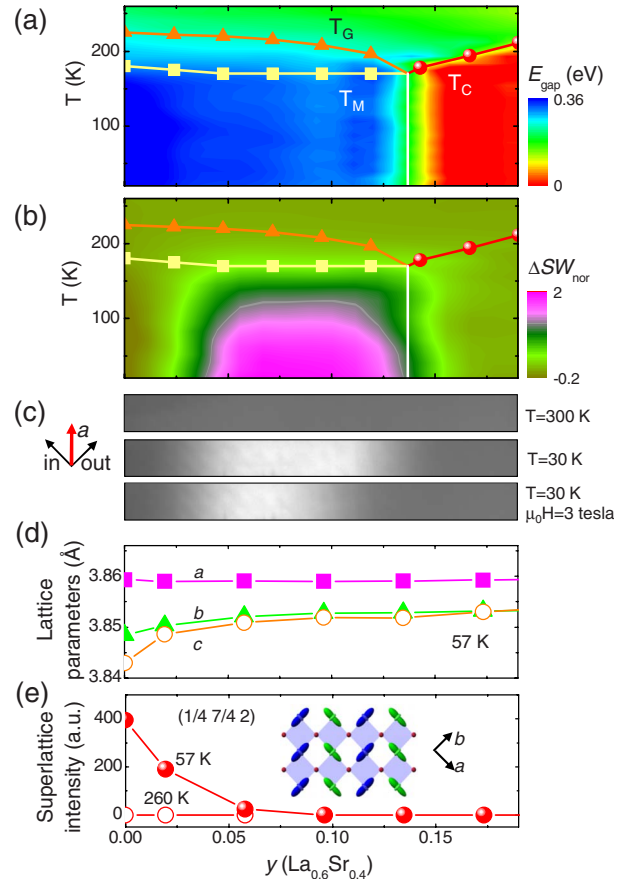 (a)
T_G
T_M
T_C
T (K)
200
100
E_gap (eV)
0.36
0
(b)
T (K)
200
100
ΔSW_nor
2
-0.2
(c)
a
in
out
T=300 K
T=30 K
T=30 K
μ₀H=3 tesla
(d)
Lattice
parameters (Å)
3.86
3.85
3.84
a
b
c
57 K
(e)
Superlattice
intensity (a.u.)
400
200
0
(1/4 7/4 2)
57 K
260 K
b
a
0.00
0.05
0.10
0.15
y (La₀.₆Sr₀.₄)